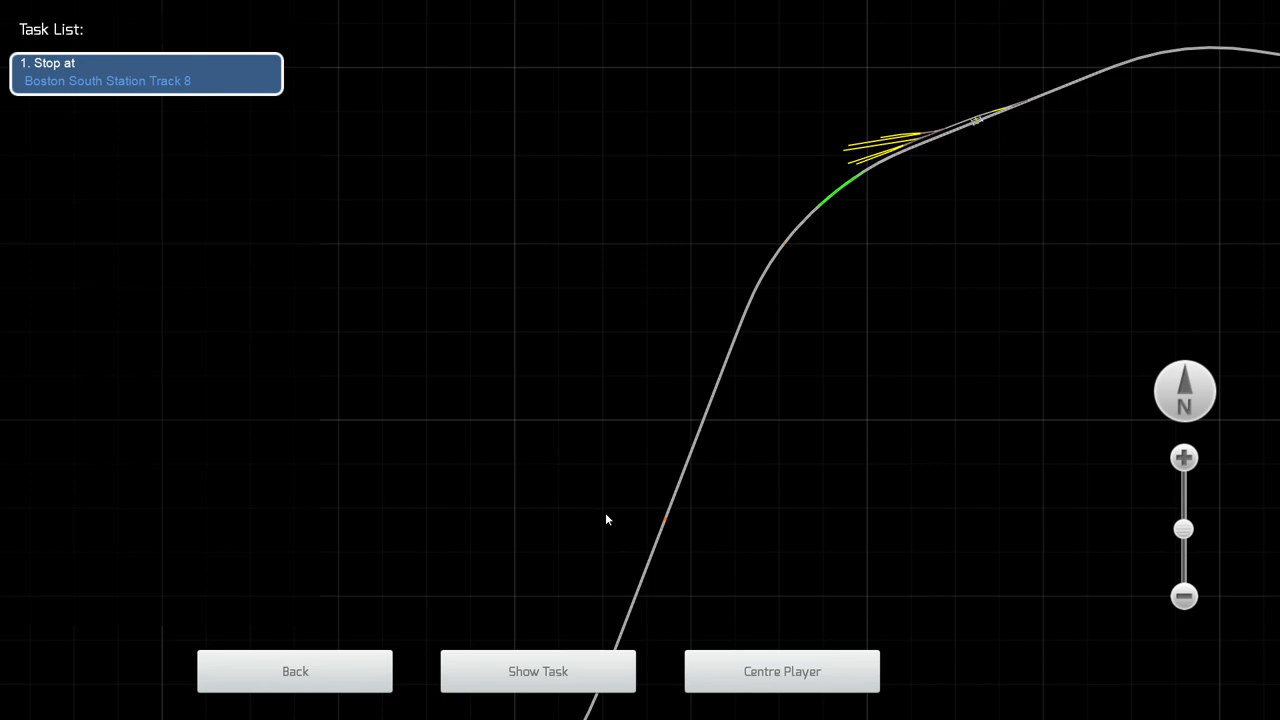 Task List:
1. Stop at
Boston South Station Track 8
N
Back
Show Task
Centre Player